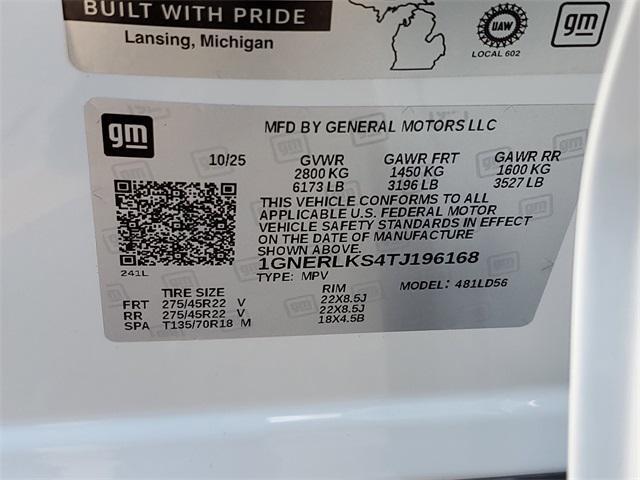 BUILT WITH PRIDE
Lansing, Michigan
UAW
LOCAL 602
gm
gm
MFD BY GENERAL MOTORS LLC
10/25 GVWR GAWR FRT GAWR RR
2800 KG 1450 KG 1600 KG
6173 LB 3196 LB 3527 LB
THIS VEHICLE CONFORMS TO ALL
APPLICABLE U.S. FEDERAL MOTOR
VEHICLE SAFETY STANDARDS IN EFFECT
ON THE DATE OF MANUFACTURE
SHOWN ABOVE.
241L
1GNERLKS4TJ196168
TYPE: MPV MODEL: 481LD56
TIRE SIZE RIM
FRT 275/45R22 V 22X8.5J
RR 275/45R22 V 22X8.5J
SPA T135/70R18 M 18X4.5B